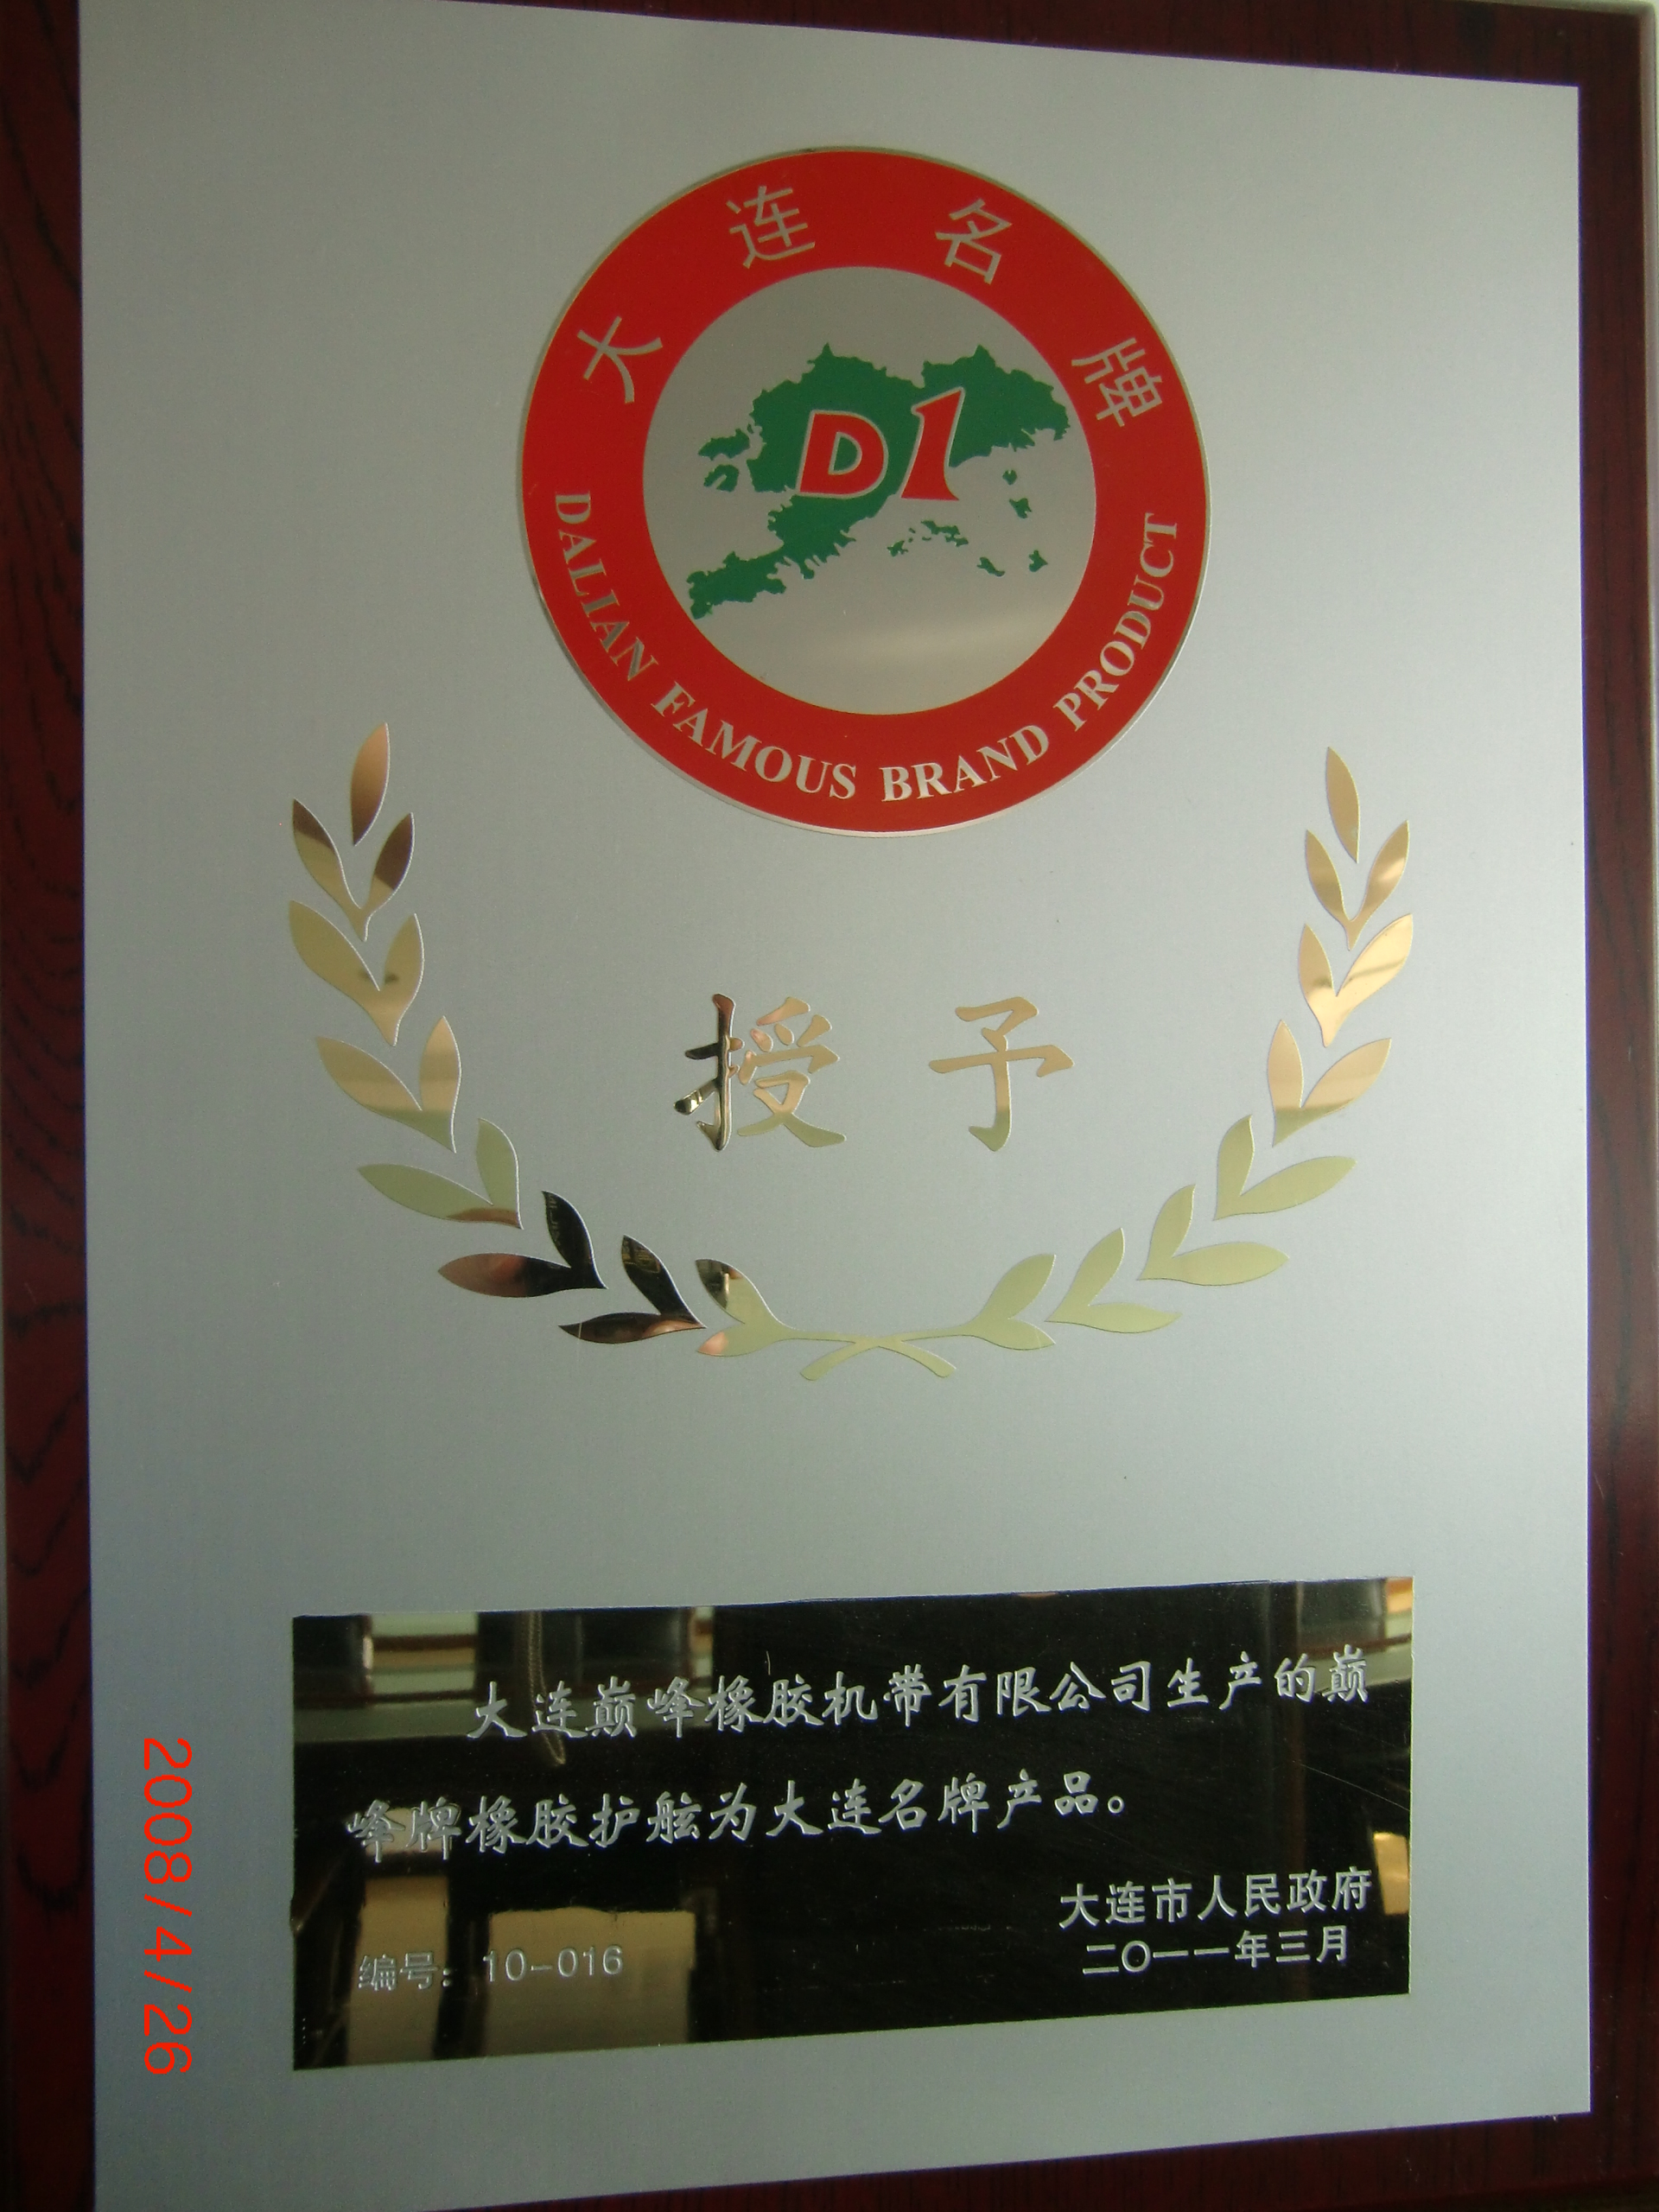 大连名牌
D1
DALIAN FAMOUS BRAND PRODUCT
授予
大连巅峰橡胶机带有限公司生产的巅
峰牌橡胶护舷为大连名牌产品。
大连市人民政府
二〇一一年三月
编号：10-016
2008/4/26